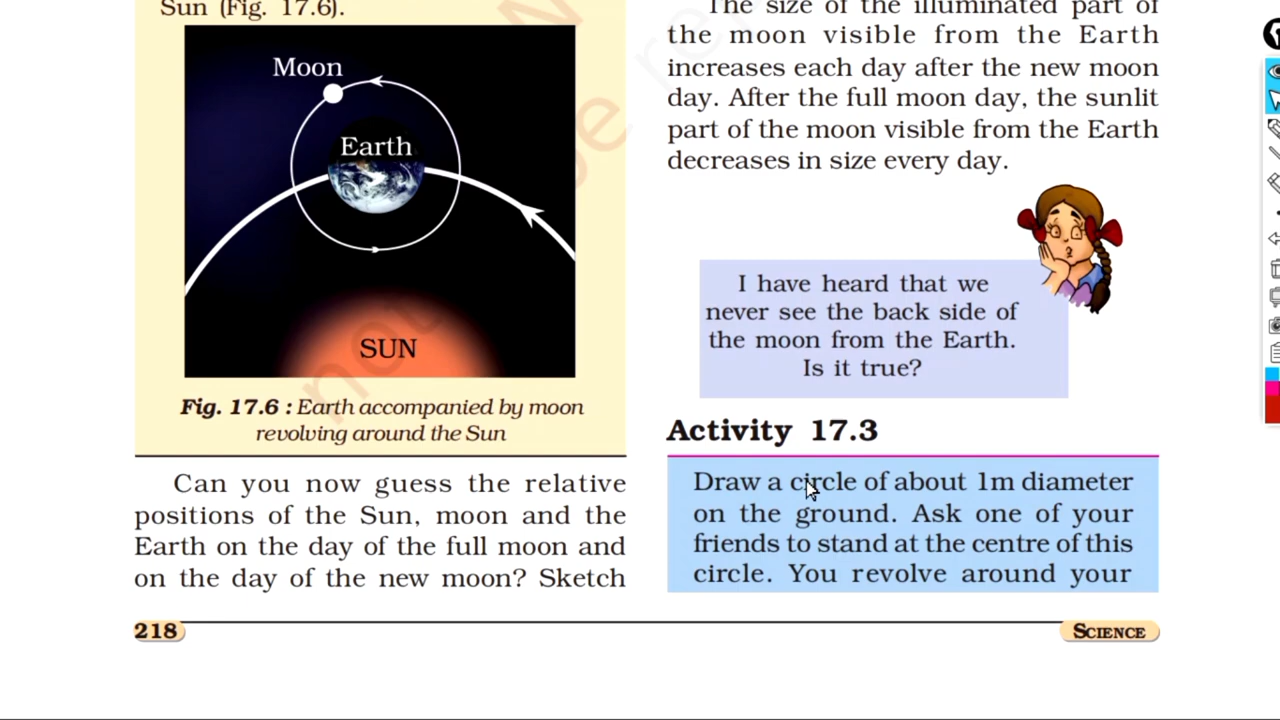 Sun (Fig. 17.6).
Moon
Earth
SUN
Fig. 17.6 : Earth accompanied by moon
revolving around the Sun
Can you now guess the relative
positions of the Sun, moon and the
Earth on the day of the full moon and
on the day of the new moon? Sketch
The size of the illuminated part of
the moon visible from the Earth
increases each day after the new moon
day. After the full moon day, the sunlit
part of the moon visible from the Earth
decreases in size every day.
I have heard that we
never see the back side of
the moon from the Earth.
Is it true?
Activity 17.3
Draw a circle of about 1m diameter
on the ground. Ask one of your
friends to stand at the centre of this
circle. You revolve around your
218
SCIENCE